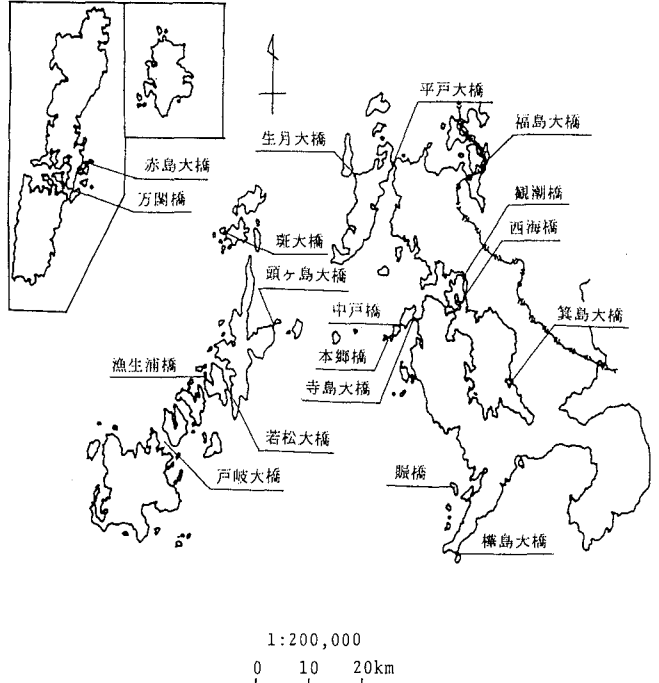 平戸大橋
福島大橋
生月大橋
赤島大橋
万関橋
観潮橋
西海橋
斑大橋
頭ヶ島大橋
中戸橋
箕島大橋
本郷橋
漁生浦橋
寺島大橋
若松大橋
戸岐大橋
賑橋
樺島大橋
1:200,000
0 10 20km